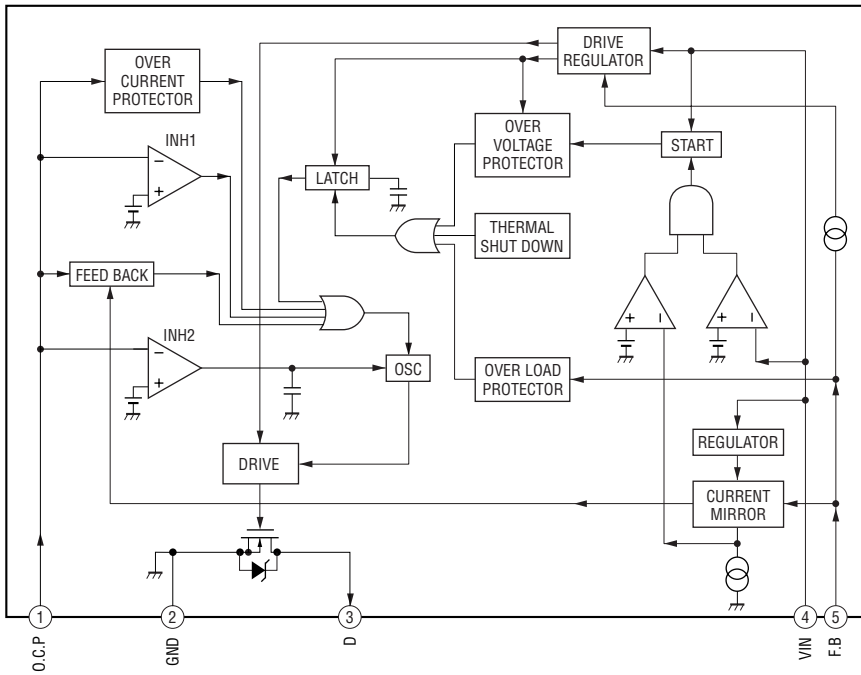 DRIVE
REGULATOR
OVER
CURRENT
PROTECTOR
INH1
−
+
OVER
VOLTAGE
PROTECTOR
START
LATCH
THERMAL
SHUT DOWN
FEED BACK
+
−
+
−
INH2
−
+
OSC
OVER LOAD
PROTECTOR
REGULATOR
DRIVE
CURRENT
MIRROR
1
2
3
4
5
O.C.P
GND
D
VIN
F.B